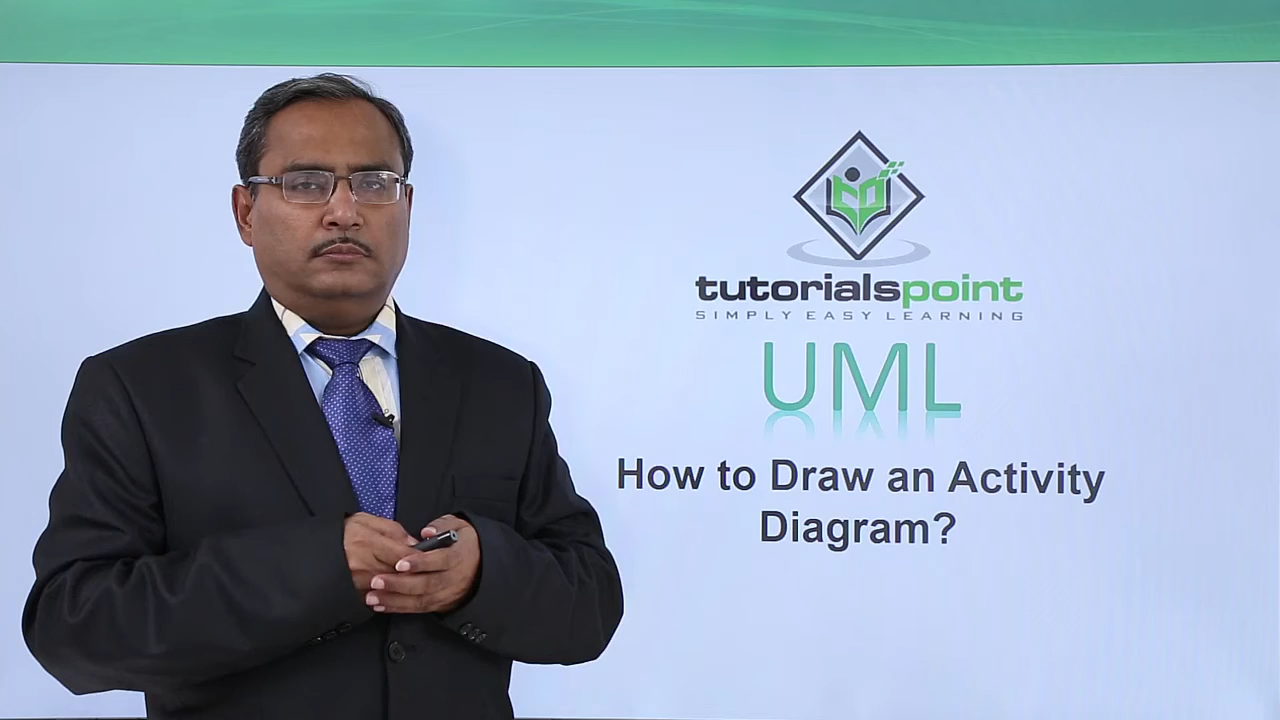 tutorialspoint
SIMPLY EASY LEARNING
UML
How to Draw an Activity
Diagram?